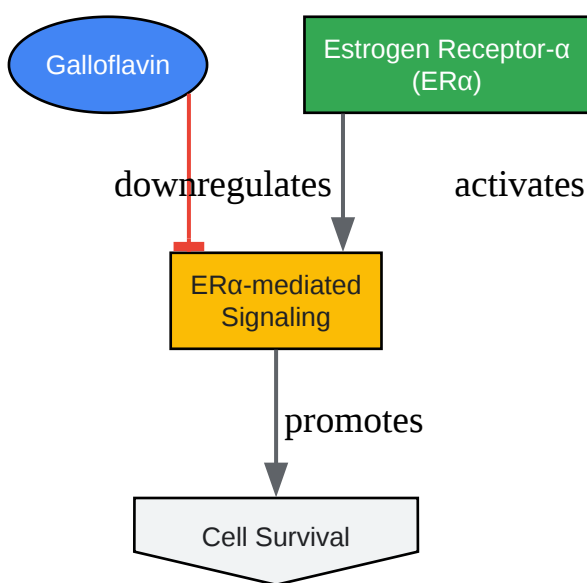 Galloflavin
Estrogen Receptor-α
(ERα)
downregulates
activates
ERα-mediated
Signaling
promotes
Cell Survival